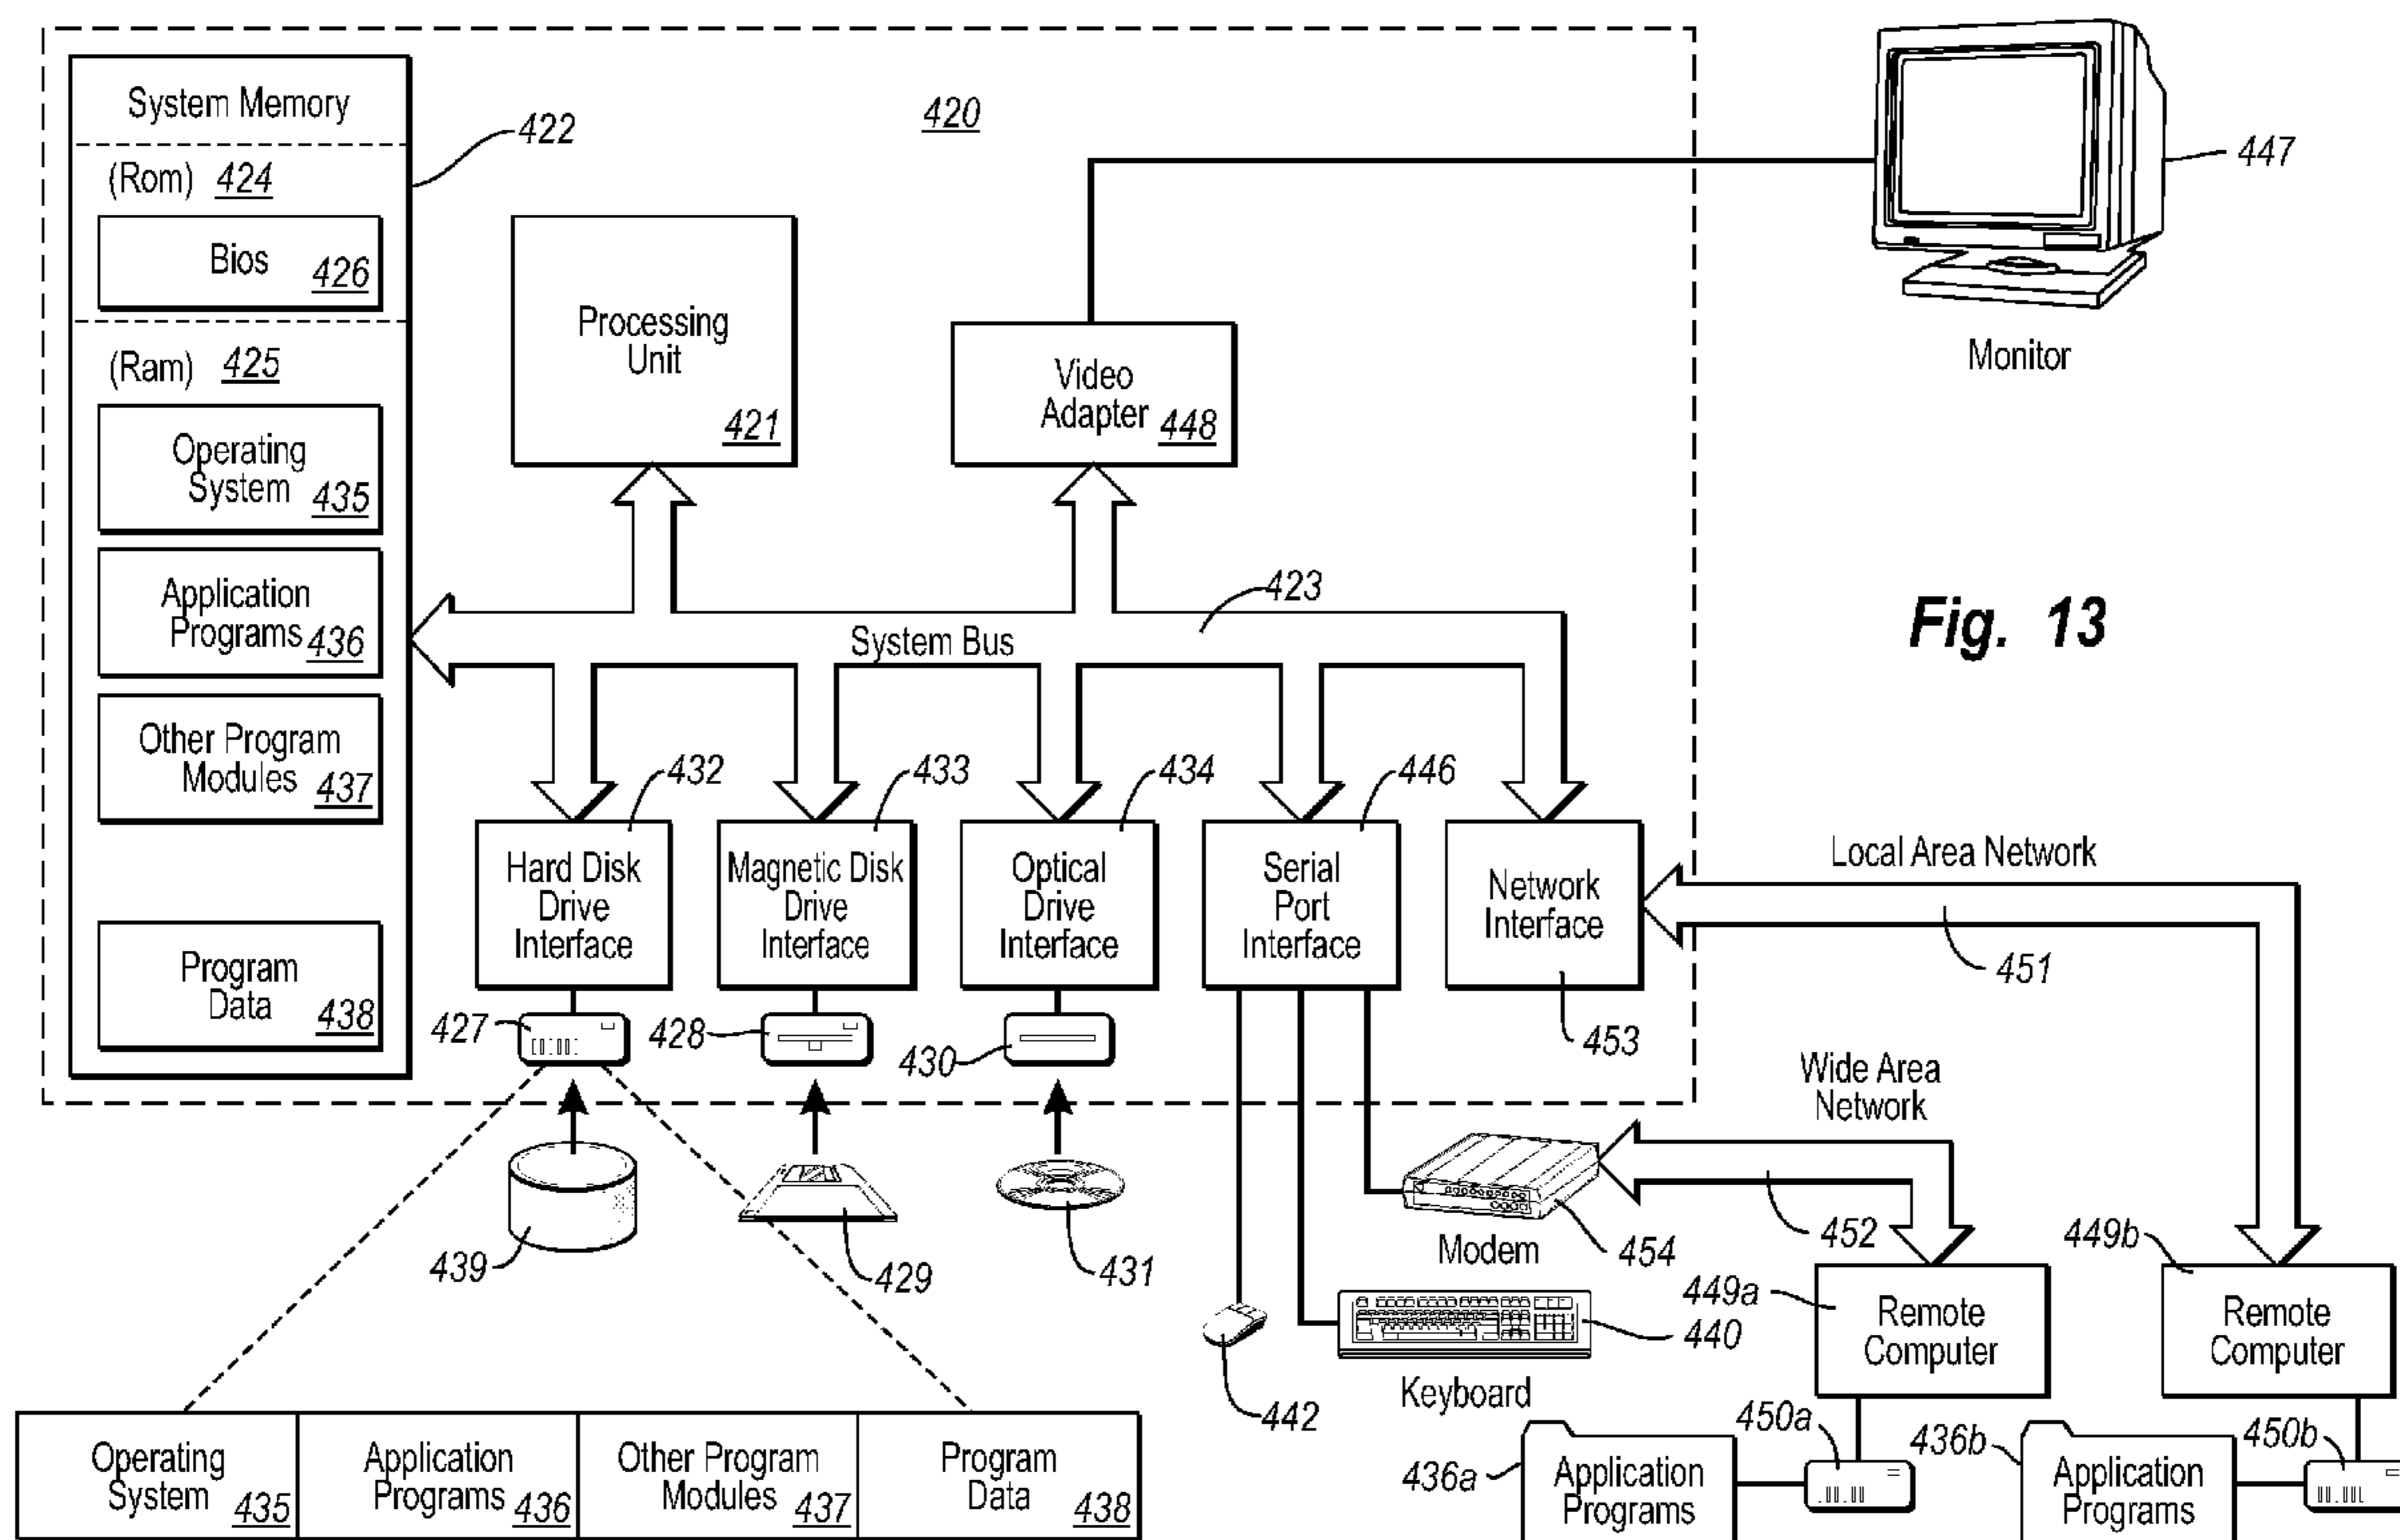 System Memory
(Rom) 424
Bios 426
(Ram) 425
Operating
System 435
Application
Programs 436
Other Program
Modules 437
Program
Data 438
422
420
Processing
Unit
421
Video
Adapter 448
447
Monitor
423
System Bus
Fig. 13
432
433
434
446
Hard Disk
Drive
Interface
Magnetic Disk
Drive
Interface
Optical
Drive
Interface
Serial
Port
Interface
Network
Interface
453
Local Area Network
451
427
428
430
Wide Area
Network
439
429
431
Modem
454
452
449a
449b
Remote
Computer
Remote
Computer
442
440
Keyboard
Operating
System 435
Application
Programs 436
Other Program
Modules 437
Program
Data 438
436a
Application
Programs
450a
436b
Application
Programs
450b